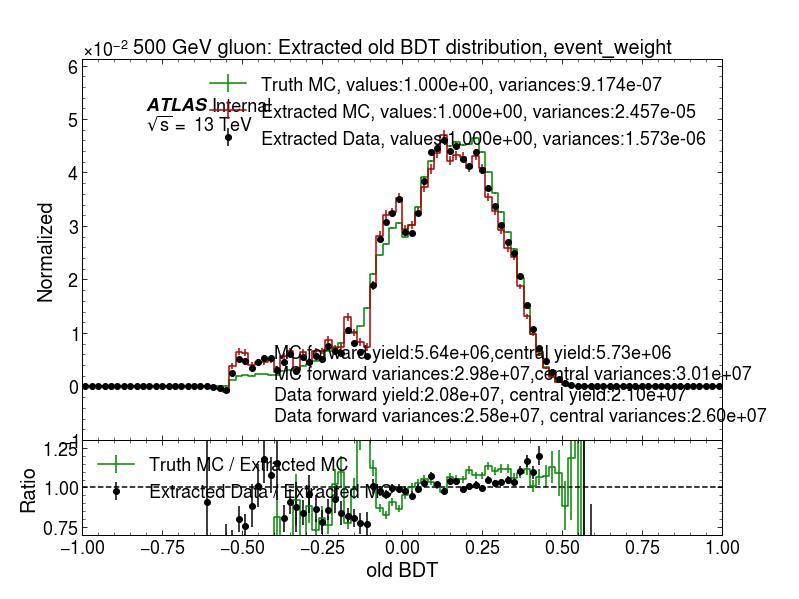 ×10⁻² 500 GeV gluon: Extracted old BDT distribution, event_weight
Truth MC, values:1.000e+00, variances:9.174e-07
ATLAS Internal
Extracted MC, values:1.000e+00, variances:2.457e-05
√s = 13 TeV
Extracted Data, values:1.000e+00, variances:1.573e-06
6
5
4
3
2
1
0
−1
Normalized
MC forward yield:5.64e+06,central yield:5.73e+06
MC forward variances:2.98e+07,central variances:3.01e+07
Data forward yield:2.08e+07, central yield:2.10e+07
Data forward variances:2.58e+07, central variances:2.60e+07
1.25
1.00
0.75
Ratio
Truth MC / Extracted MC
Extracted Data / Extracted MC
−1.00 −0.75 −0.50 −0.25 0.00 0.25 0.50 0.75 1.00
old BDT